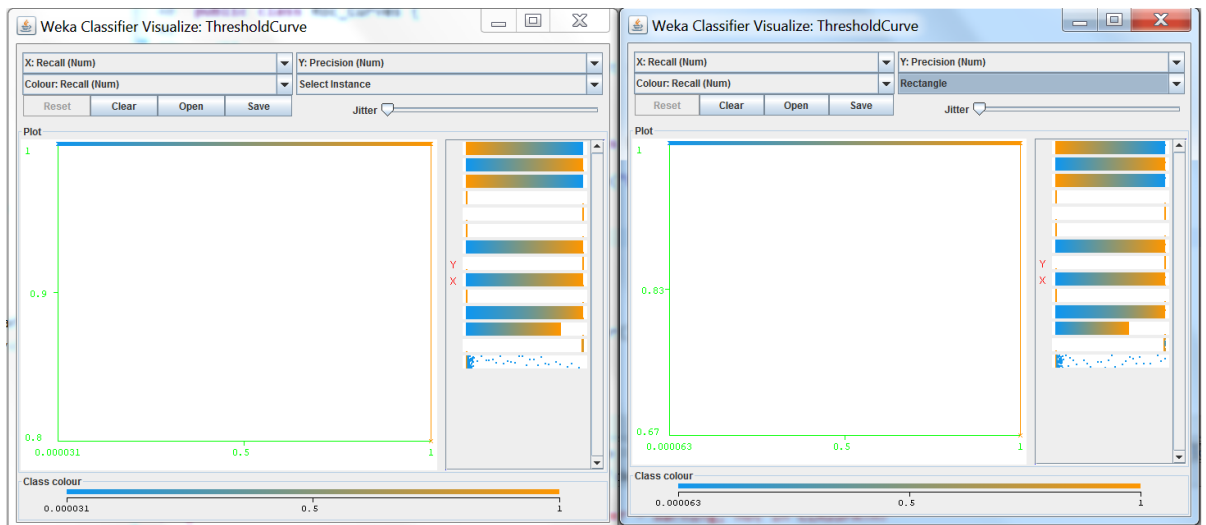 public class Roc_Curves {
Weka Classifier Visualize: ThresholdCurve
X: Recall (Num)
Y: Precision (Num)
Colour: Recall (Num)
Select Instance
Reset
Clear
Open
Save
Jitter
Plot
1
0.9
0.8
0.000031
0.5
1
Y
X
Class colour
0.000031
0.5
1
Weka Classifier Visualize: ThresholdCurve
X: Recall (Num)
Y: Precision (Num)
Colour: Recall (Num)
Rectangle
Reset
Clear
Open
Save
Jitter
Plot
1
0.83
0.67
0.000063
0.5
1
Y
X
Class colour
0.000063
0.5
1